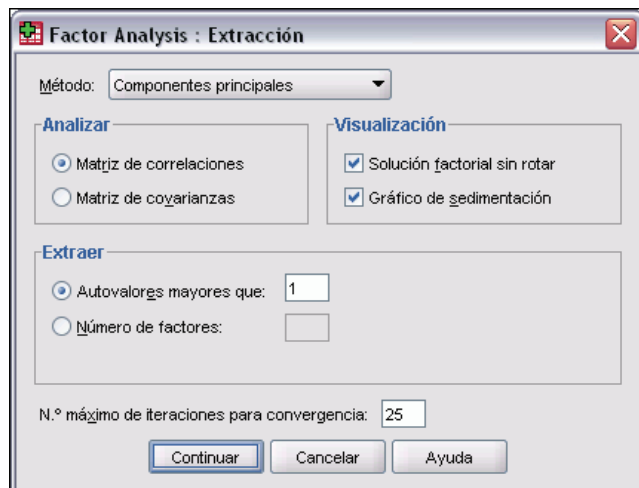 Factor Analysis : Extracción
Método: Componentes principales
Analizar
Matriz de correlaciones
Matriz de covarianzas
Visualización
Solución factorial sin rotar
Gráfico de sedimentación
Extraer
Autovalores mayores que: 1
Número de factores:
N.º máximo de iteraciones para convergencia: 25
Continuar Cancelar Ayuda